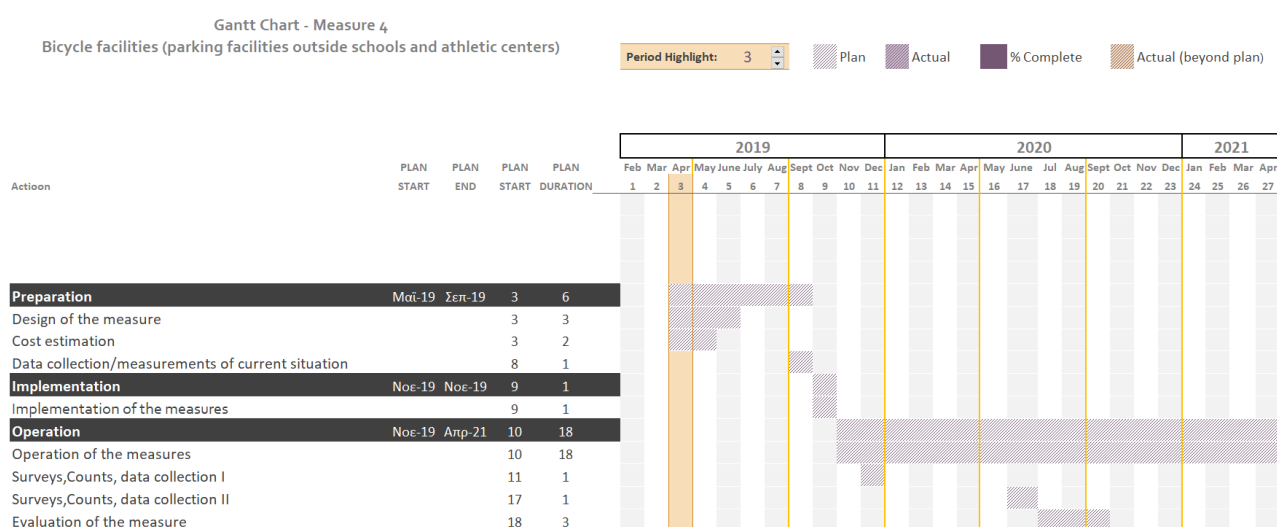 Gantt Chart - Measure 4
Bicycle facilities (parking facilities outside schools and athletic centers)
Period Highlight: 3 Plan Actual % Complete Actual (beyond plan)
2019 2020 2021
PLAN PLAN PLAN PLAN Feb Mar Apr May June July Aug Sept Oct Nov Dec Jan Feb Mar Apr May June Jul Aug Sept Oct Nov Dec Jan Feb Mar Apr
Actioon START END START DURATION 1 2 3 4 5 6 7 8 9 10 11 12 13 14 15 16 17 18 19 20 21 22 23 24 25 26 27
Preparation Μαϊ-19 Σεπ-19 3 6
Design of the measure 3 3
Cost estimation 3 2
Data collection/measurements of current situation 8 1
Implementation Νοε-19 Νοε-19 9 1
Implementation of the measures 9 1
Operation Νοε-19 Απρ-21 10 18
Operation of the measures 10 18
Surveys,Counts, data collection I 11 1
Surveys,Counts, data collection II 17 1
Evaluation of the measure 18 3